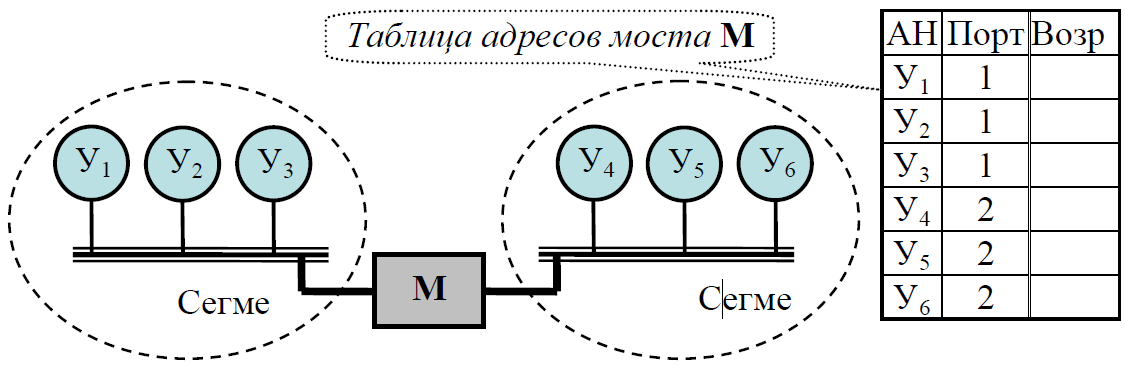 Таблица адресов моста М
АН Порт Возр
У1 1
У2 1
У3 1
У4 2
У5 2
У6 2
У1 У2 У3
У4 У5 У6
М
Сегме
Сегме